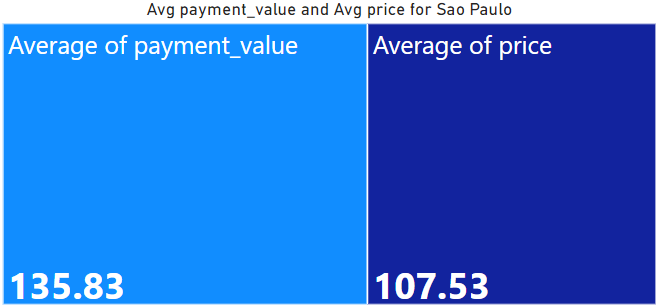 Avg payment_value and Avg price for Sao Paulo
Average of payment_value
Average of price
135.83
107.53